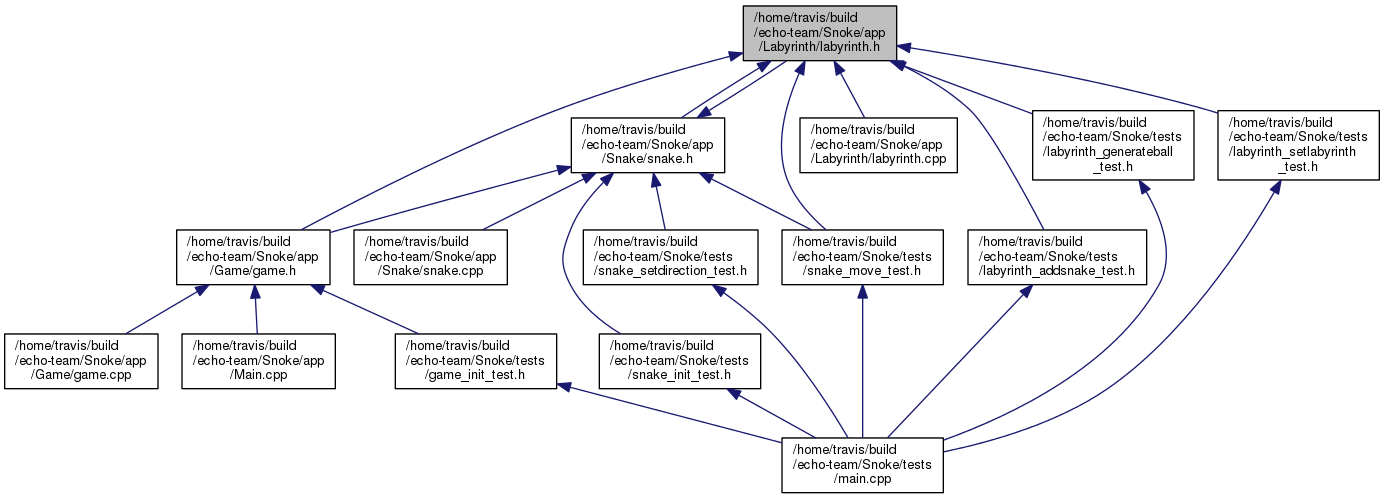 /home/travis/build
/echo-team/Snoke/app
/Labyrinth/labyrinth.h
/home/travis/build
/echo-team/Snoke/app
/Snake/snake.h
/home/travis/build
/echo-team/Snoke/app
/Labyrinth/labyrinth.cpp
/home/travis/build
/echo-team/Snoke/tests
/labyrinth_generateball
_test.h
/home/travis/build
/echo-team/Snoke/tests
/labyrinth_setlabyrinth
_test.h
/home/travis/build
/echo-team/Snoke/app
/Game/game.h
/home/travis/build
/echo-team/Snoke/app
/Snake/snake.cpp
/home/travis/build
/echo-team/Snoke/tests
/snake_setdirection_test.h
/home/travis/build
/echo-team/Snoke/tests
/snake_move_test.h
/home/travis/build
/echo-team/Snoke/tests
/labyrinth_addsnake_test.h
/home/travis/build
/echo-team/Snoke/app
/Game/game.cpp
/home/travis/build
/echo-team/Snoke/app
/Main.cpp
/home/travis/build
/echo-team/Snoke/tests
/game_init_test.h
/home/travis/build
/echo-team/Snoke/tests
/snake_init_test.h
/home/travis/build
/echo-team/Snoke/tests
/main.cpp